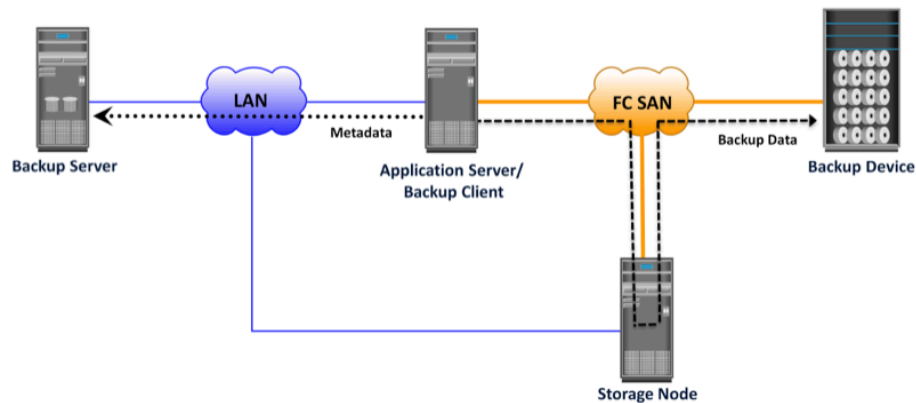 LAN
FC SAN
Metadata
Backup Data
Backup Server
Application Server/
Backup Client
Backup Device
Storage Node